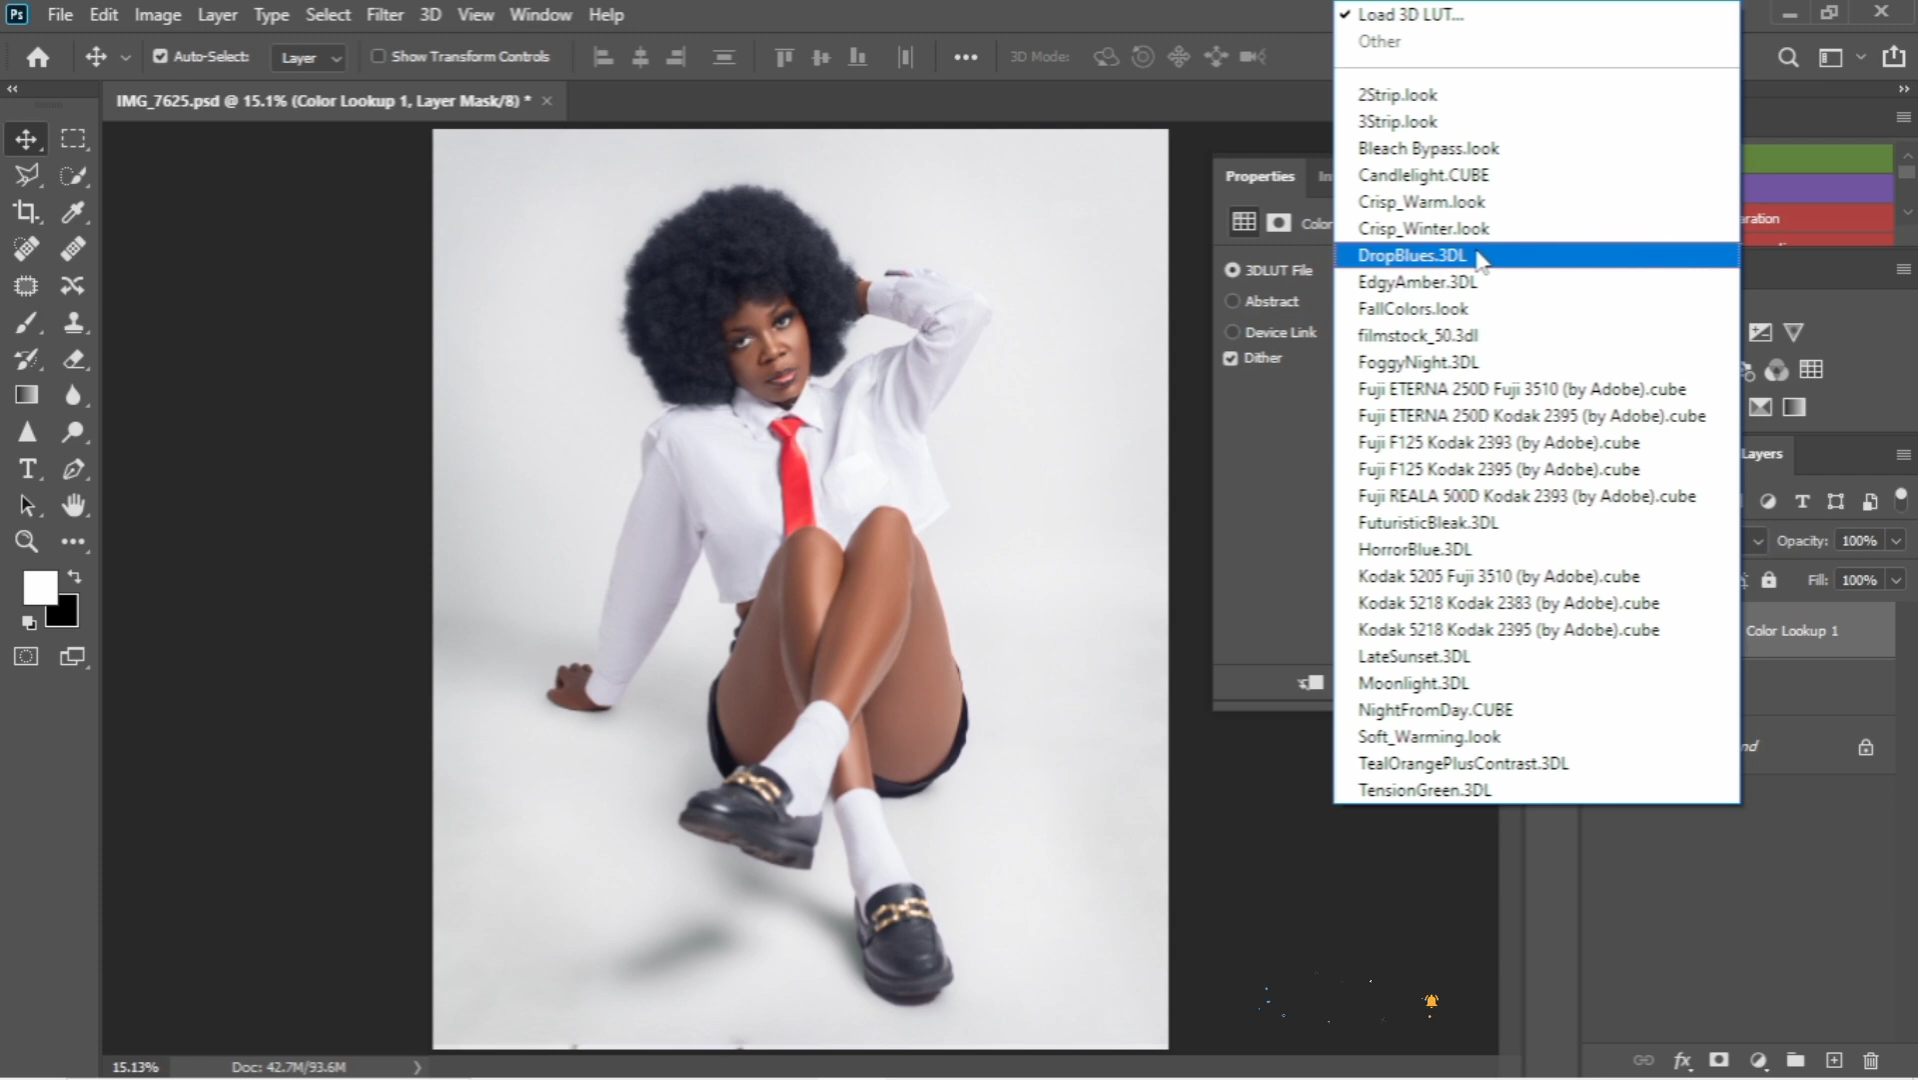 Ps File Edit Image Layer Type Select Filter 3D View Window Help
Auto-Select: Layer Show Transform Controls 3D Mode:
IMG_7625.psd @ 15.1% (Color Lookup 1, Layer Mask/8) *
Properties
Color
3DLUT File
Abstract
Device Link
Dither
Load 3D LUT...
Other
2Strip.look
3Strip.look
Bleach Bypass.look
Candlelight.CUBE
Crisp_Warm.look
Crisp_Winter.look
DropBlues.3DL
EdgyAmber.3DL
FallColors.look
filmstock_50.3dl
FoggyNight.3DL
Fuji ETERNA 250D Fuji 3510 (by Adobe).cube
Fuji ETERNA 250D Kodak 2395 (by Adobe).cube
Fuji F125 Kodak 2393 (by Adobe).cube
Fuji F125 Kodak 2395 (by Adobe).cube
Fuji REALA 500D Kodak 2393 (by Adobe).cube
FuturisticBleak.3DL
HorrorBlue.3DL
Kodak 5205 Fuji 3510 (by Adobe).cube
Kodak 5218 Kodak 2383 (by Adobe).cube
Kodak 5218 Kodak 2395 (by Adobe).cube
LateSunset.3DL
Moonlight.3DL
NightFromDay.CUBE
Soft_Warming.look
TealOrangePlusContrast.3DL
TensionGreen.3DL
aration
Layers
Opacity: 100%
Fill: 100%
Color Lookup 1
nd
15.13% Doc: 42.7M/93.6M